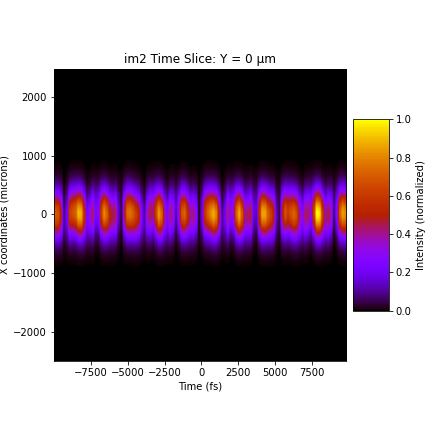 im2 Time Slice: Y = 0 µm
X coordinates (microns)
2000
1000
0
−1000
−2000
−7500 −5000 −2500 0 2500 5000 7500
Time (fs)
1.0
0.8
0.6
0.4
0.2
0.0
Intensity (normalized)